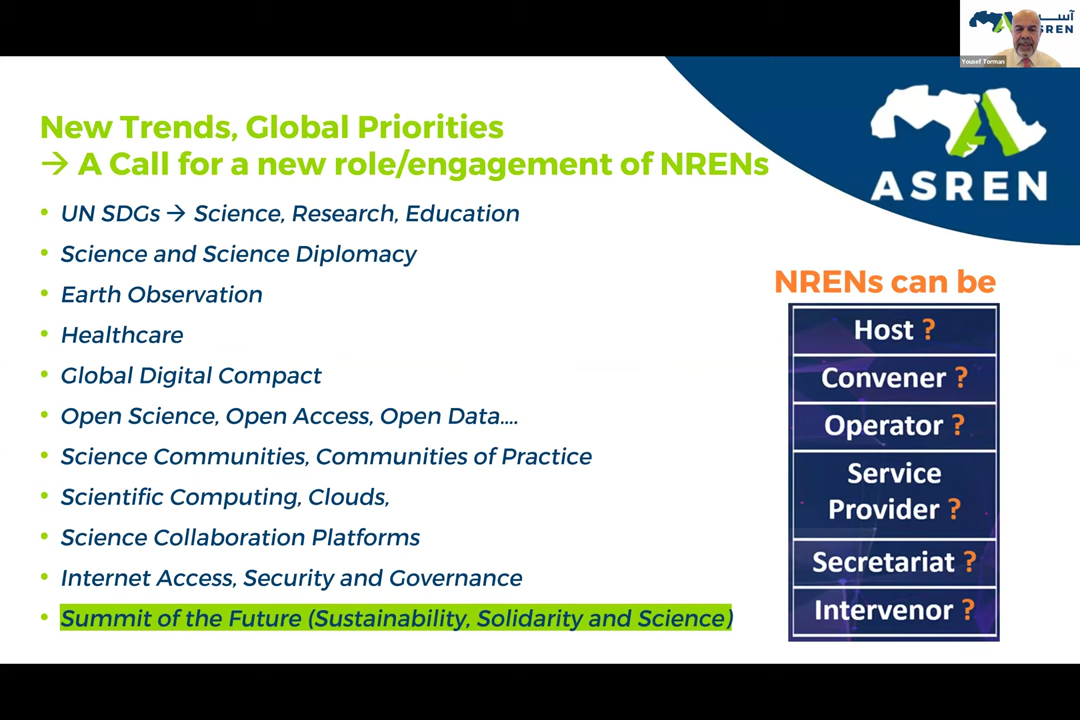 آســ
SREN
Yousef Torman
ASREN
New Trends, Global Priorities
→ A Call for a new role/engagement of NRENs
• UN SDGs → Science, Research, Education
• Science and Science Diplomacy
• Earth Observation
• Healthcare
• Global Digital Compact
• Open Science, Open Access, Open Data....
• Science Communities, Communities of Practice
• Scientific Computing, Clouds,
• Science Collaboration Platforms
• Internet Access, Security and Governance
• Summit of the Future (Sustainability, Solidarity and Science)
NRENs can be
Host ?
Convener ?
Operator ?
Service
Provider ?
Secretariat ?
Intervenor ?